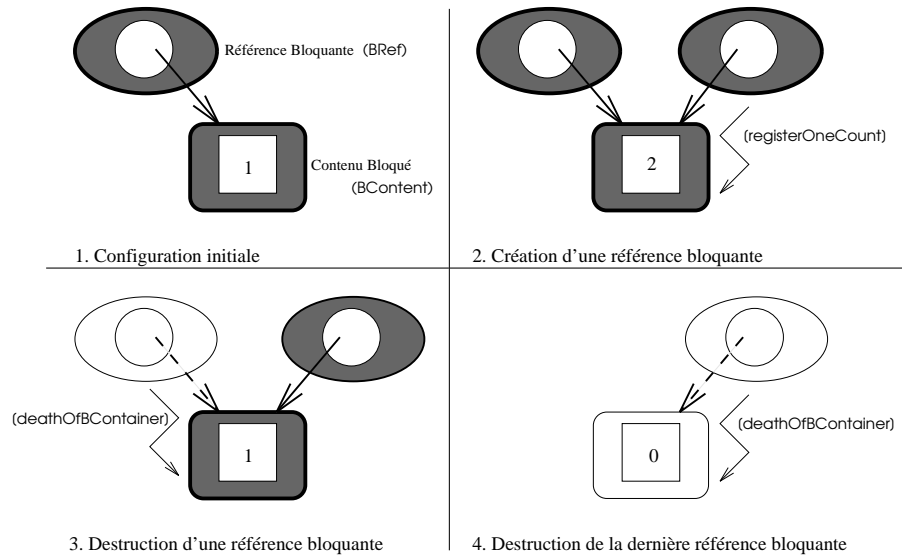 Référence Bloquante (BRef)
1
Contenu Bloqué
(BContent)
1. Configuration initiale
2
(registerOneCount)
2. Création d'une référence bloquante
(deathOfBContainer)
1
3. Destruction d'une référence bloquante
0
(deathOfBContainer)
4. Destruction de la dernière référence bloquante